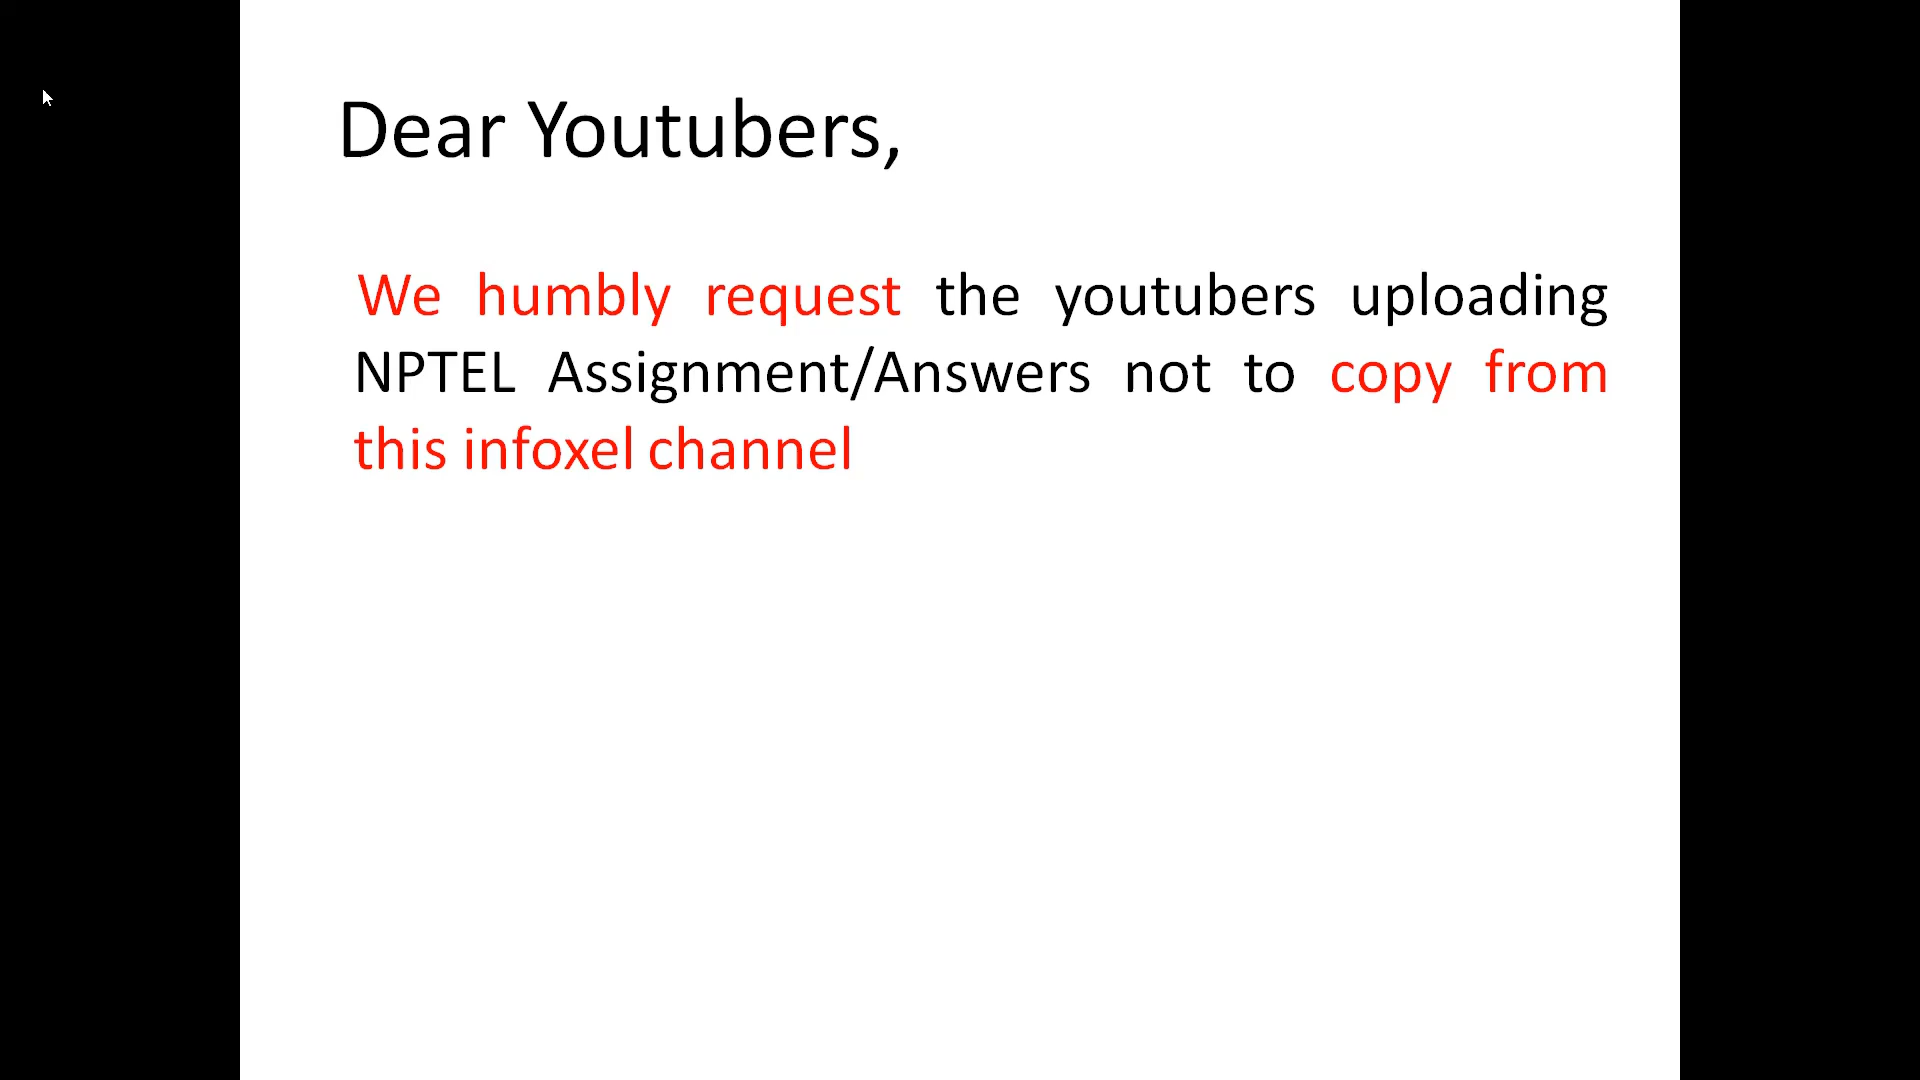 Dear Youtubers,
We humbly request the youtubers uploading
NPTEL Assignment/Answers not to copy from
this infoxel channel